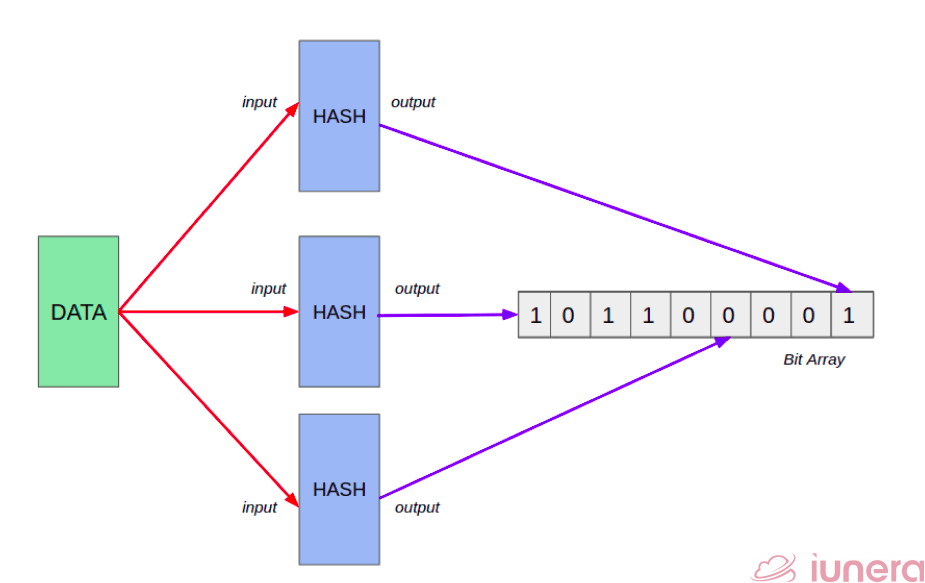 input
HASH
output
DATA
input
HASH
output
1 0 1 1 0 0 0 0 1
Bit Array
input
HASH
output
iunera